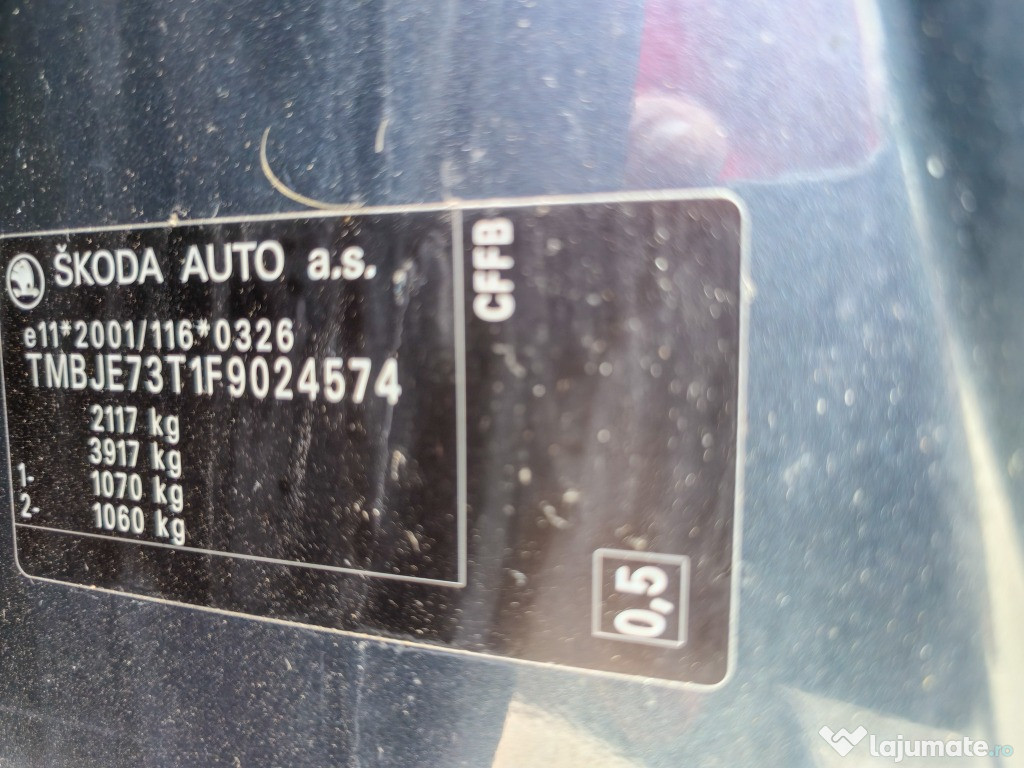 ŠKODA AUTO a.s.
e11*2001/116*0326
TMBJE73T1F9024574
2117 kg
3917 kg
1- 1070 kg
2- 1060 kg
CFFB
0,5
lajumate.ro